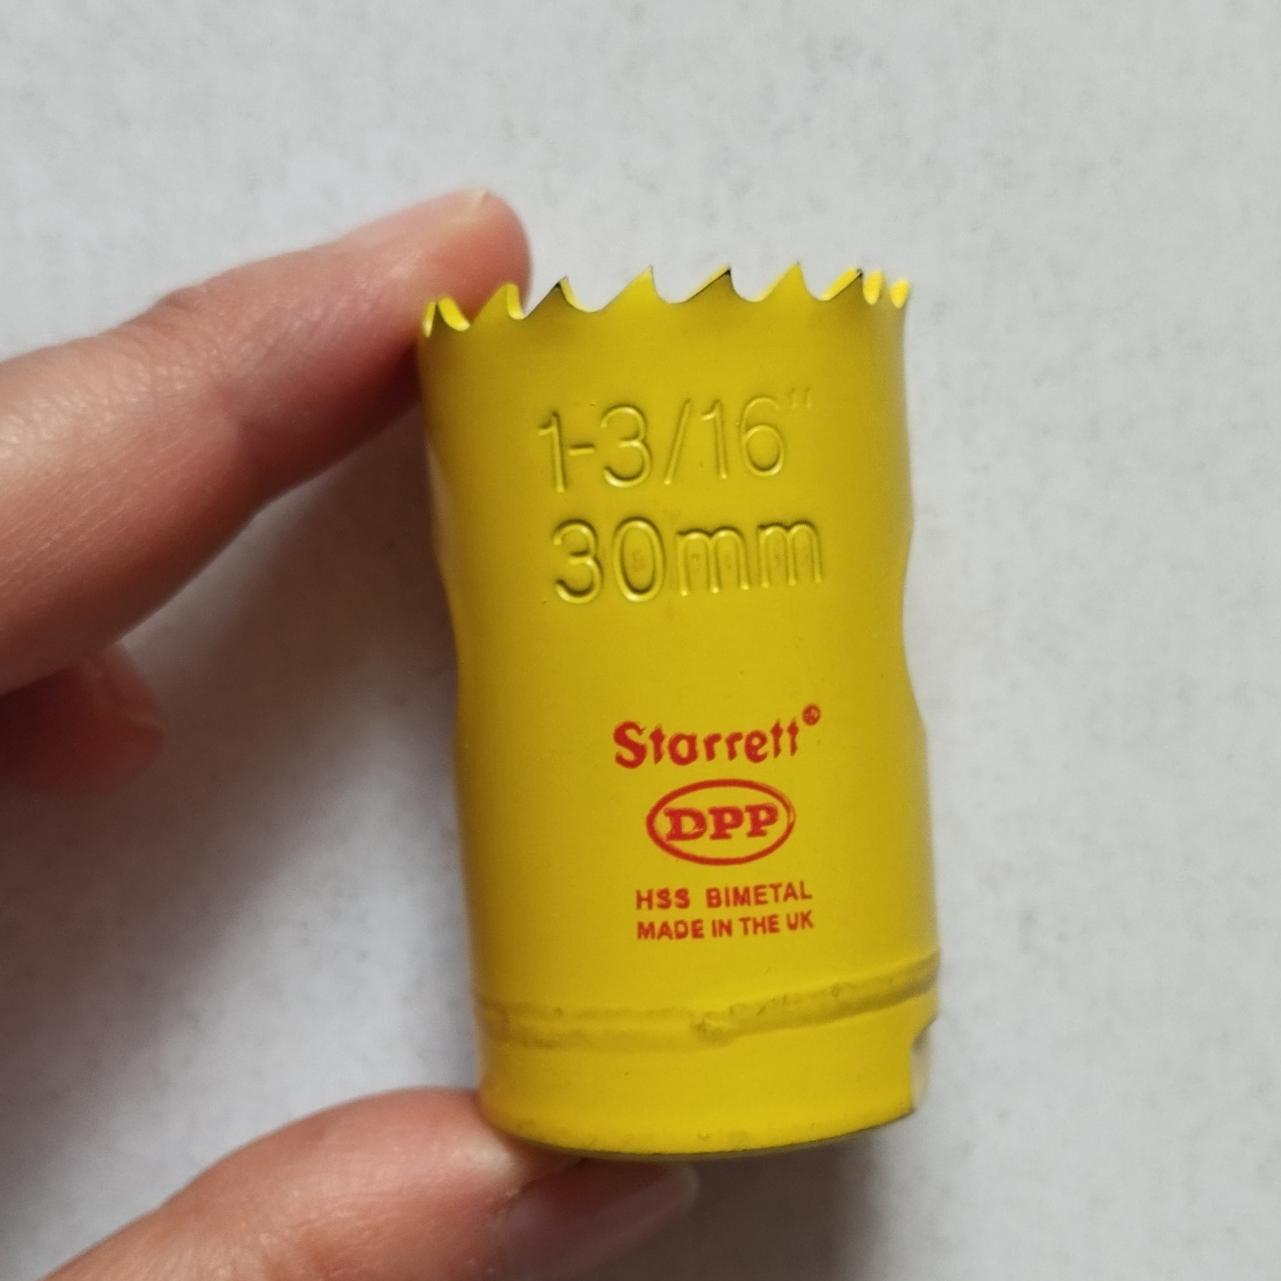 1-3/16"
30mm
Starrett®
DPP
HSS BIMETAL
MADE IN THE UK